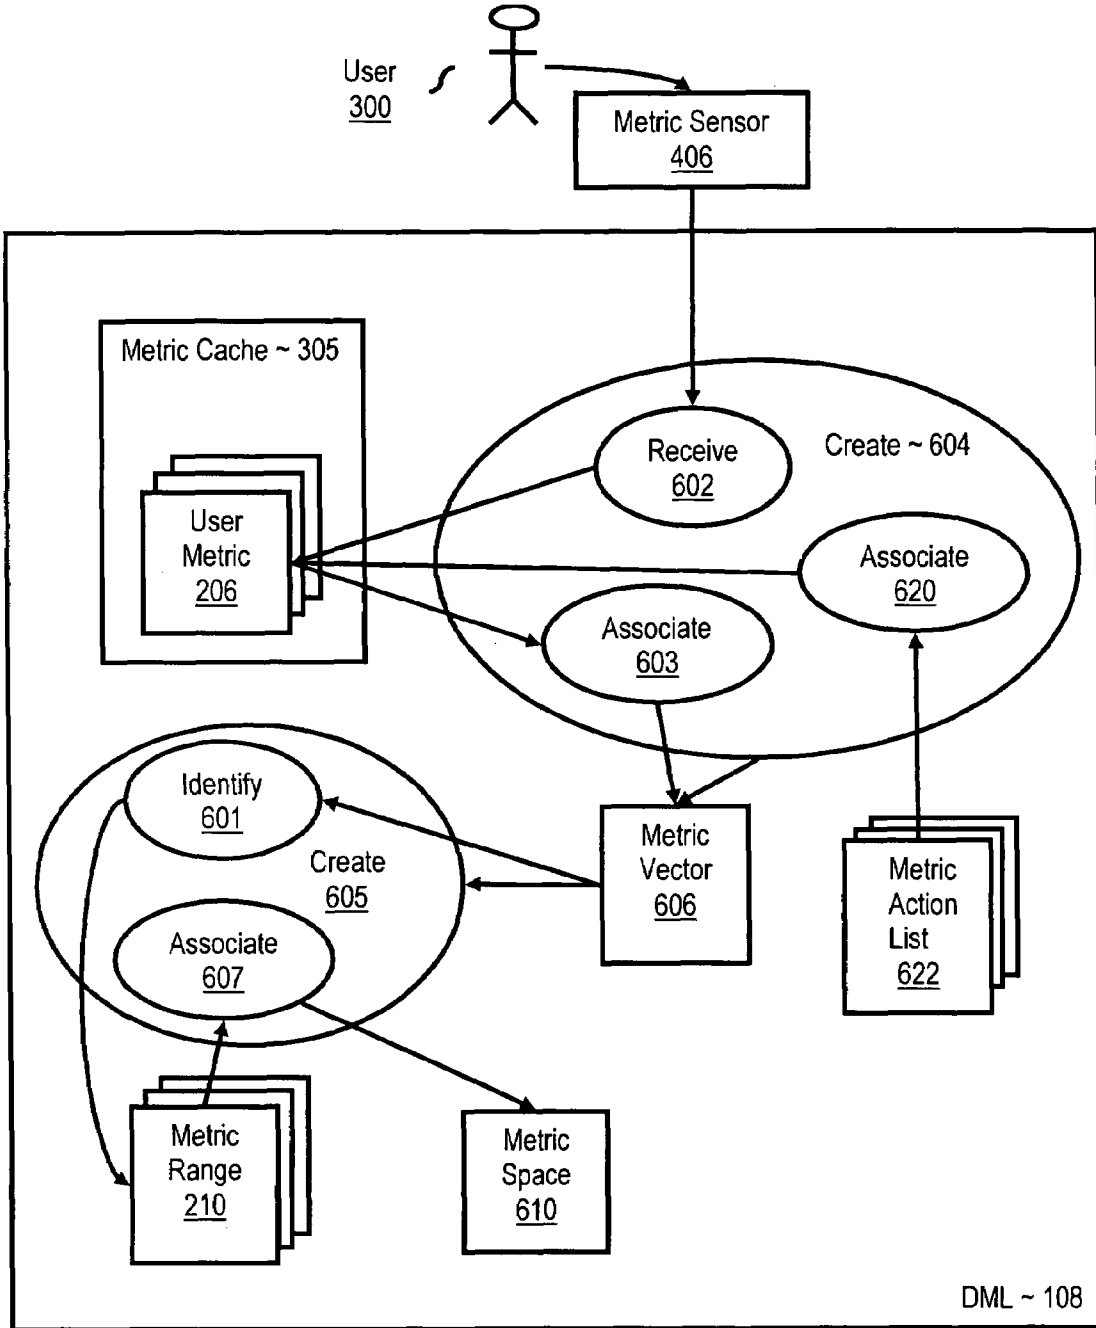 User
300
Metric Sensor
406
Metric Cache ~ 305
User
Metric
206
Receive
602
Create ~ 604
Associate
620
Associate
603
Identify
601
Create
605
Associate
607
Metric
Vector
606
Metric
Action
List
622
Metric
Range
210
Metric
Space
610
DML ~ 108